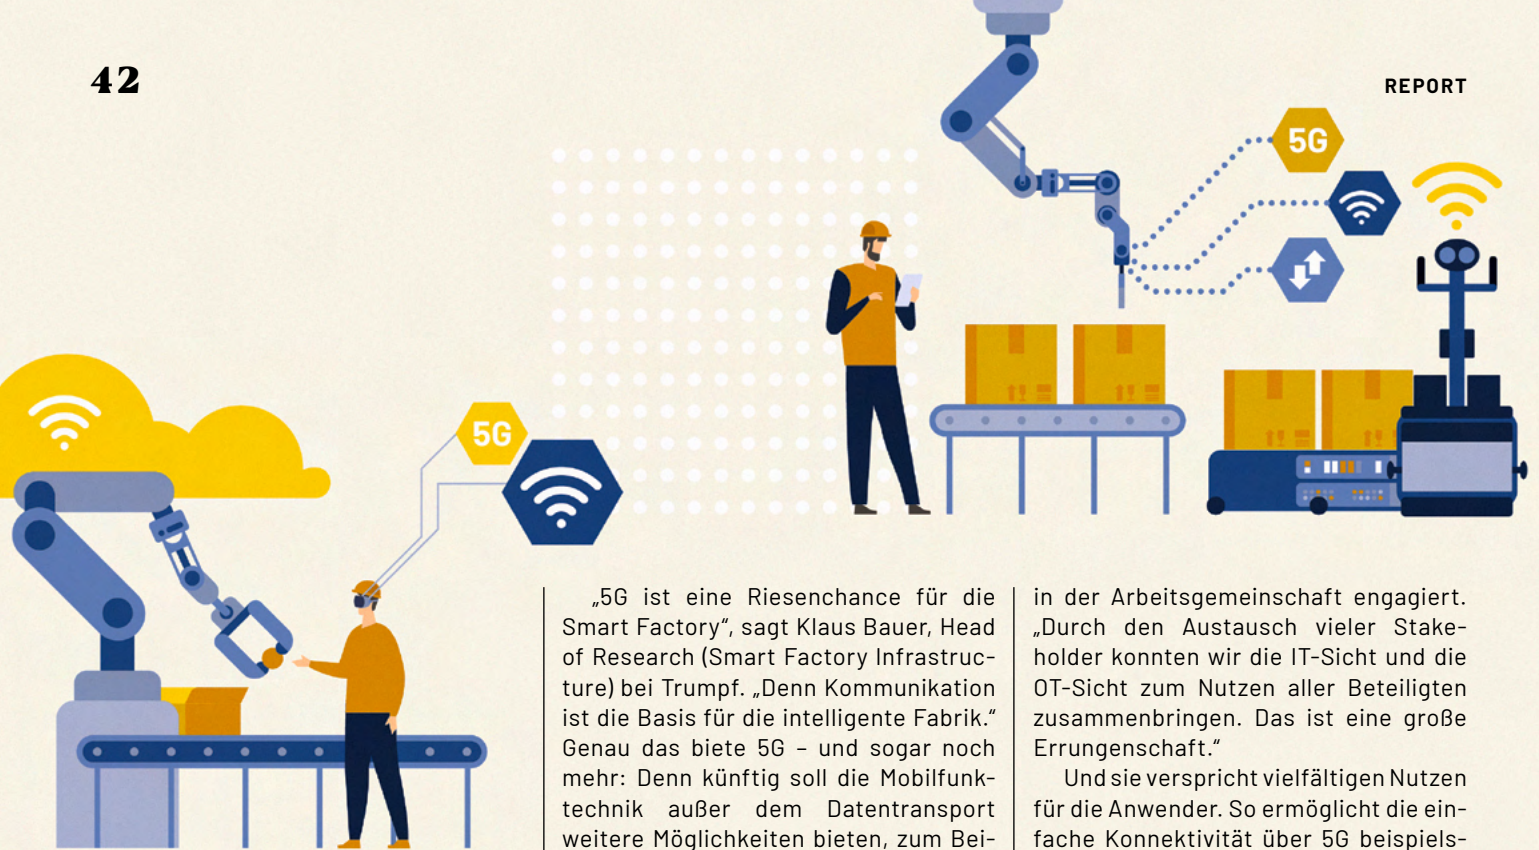 42
REPORT
5G
5G
„5G ist eine Riesenchance für die
Smart Factory“, sagt Klaus Bauer, Head
of Research (Smart Factory Infrastruc-
ture) bei Trumpf. „Denn Kommunikation
ist die Basis für die intelligente Fabrik.“
Genau das biete 5G – und sogar noch
mehr: Denn künftig soll die Mobilfunk-
technik außer dem Datentransport
weitere Möglichkeiten bieten, zum Bei-
in der Arbeitsgemeinschaft engagiert.
„Durch den Austausch vieler Stake-
holder konnten wir die IT-Sicht und die
OT-Sicht zum Nutzen aller Beteiligten
zusammenbringen. Das ist eine große
Errungenschaft.“
Und sie verspricht vielfältigen Nutzen
für die Anwender. So ermöglicht die ein-
fache Konnektivität über 5G beispiels-